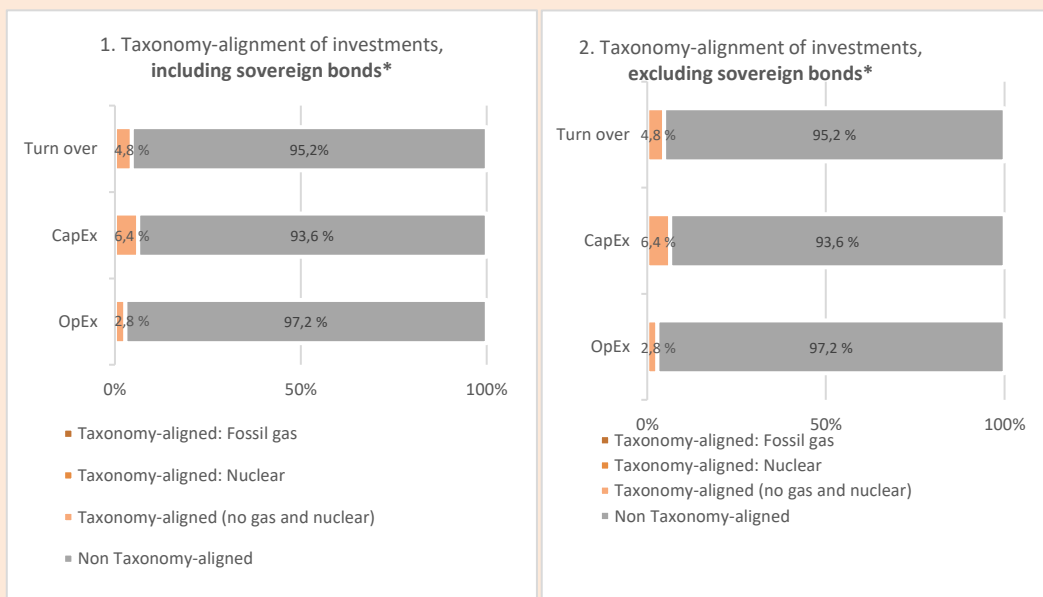 1. Taxonomy-alignment of investments,
including sovereign bonds*
Turn over
4,8 %
95,2%
CapEx
6,4 %
93,6 %
OpEx
2,8 %
97,2 %
0%
50%
100%
Taxonomy-aligned: Fossil gas
Taxonomy-aligned: Nuclear
Taxonomy-aligned (no gas and nuclear)
Non Taxonomy-aligned
2. Taxonomy-alignment of investments,
excluding sovereign bonds*
Turn over
4,8 %
95,2 %
CapEx
6,4 %
93,6 %
OpEx
2,8 %
97,2 %
0%
50%
100%
Taxonomy-aligned: Fossil gas
Taxonomy-aligned: Nuclear
Taxonomy-aligned (no gas and nuclear)
Non Taxonomy-aligned